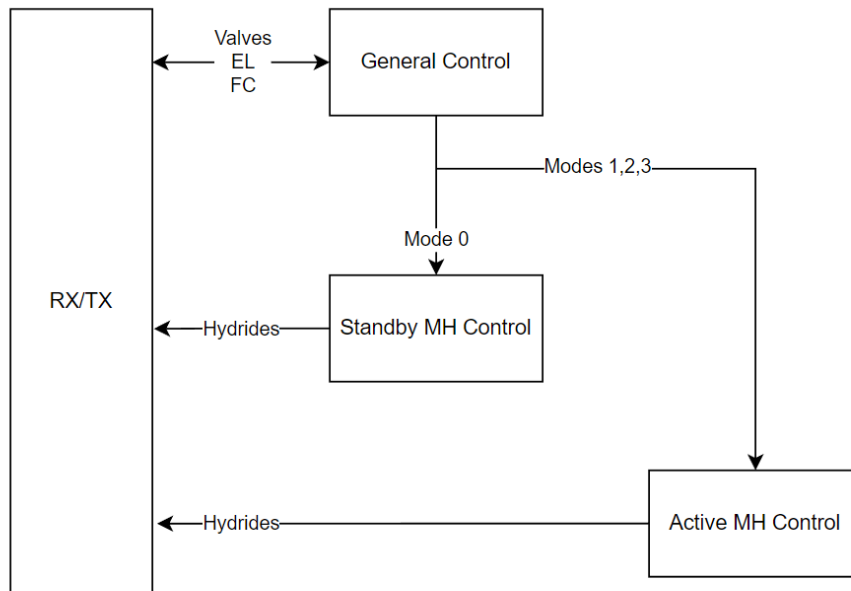 Valves
EL
FC
General Control
Modes 1,2,3
Mode 0
RX/TX
Hydrides
Standby MH Control
Hydrides
Active MH Control